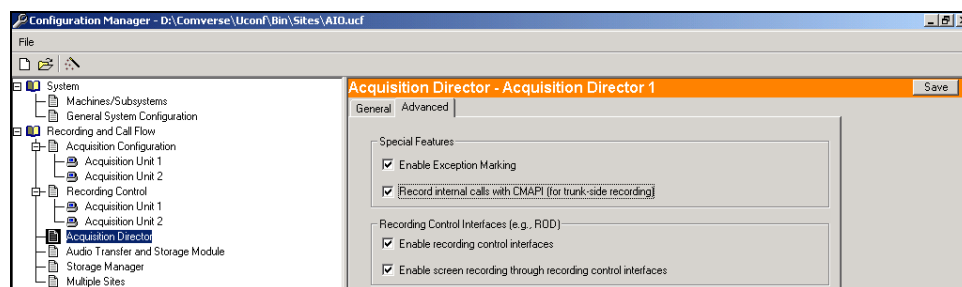 Configuration Manager - D:\Comverse\Uconf\Bin\Sites\AIO.ucf
File
System
Machines/Subsystems
General System Configuration
Recording and Call Flow
Acquisition Configuration
Acquisition Unit 1
Acquisition Unit 2
Recording Control
Acquisition Unit 1
Acquisition Unit 2
Acquisition Director
Audio Transfer and Storage Module
Storage Manager
Multiple Sites
Acquisition Director - Acquisition Director 1
Save
General Advanced
Special Features
Enable Exception Marking
Record internal calls with CMAPI (for trunk-side recording)
Recording Control Interfaces (e.g., ROD)
Enable recording control interfaces
Enable screen recording through recording control interfaces